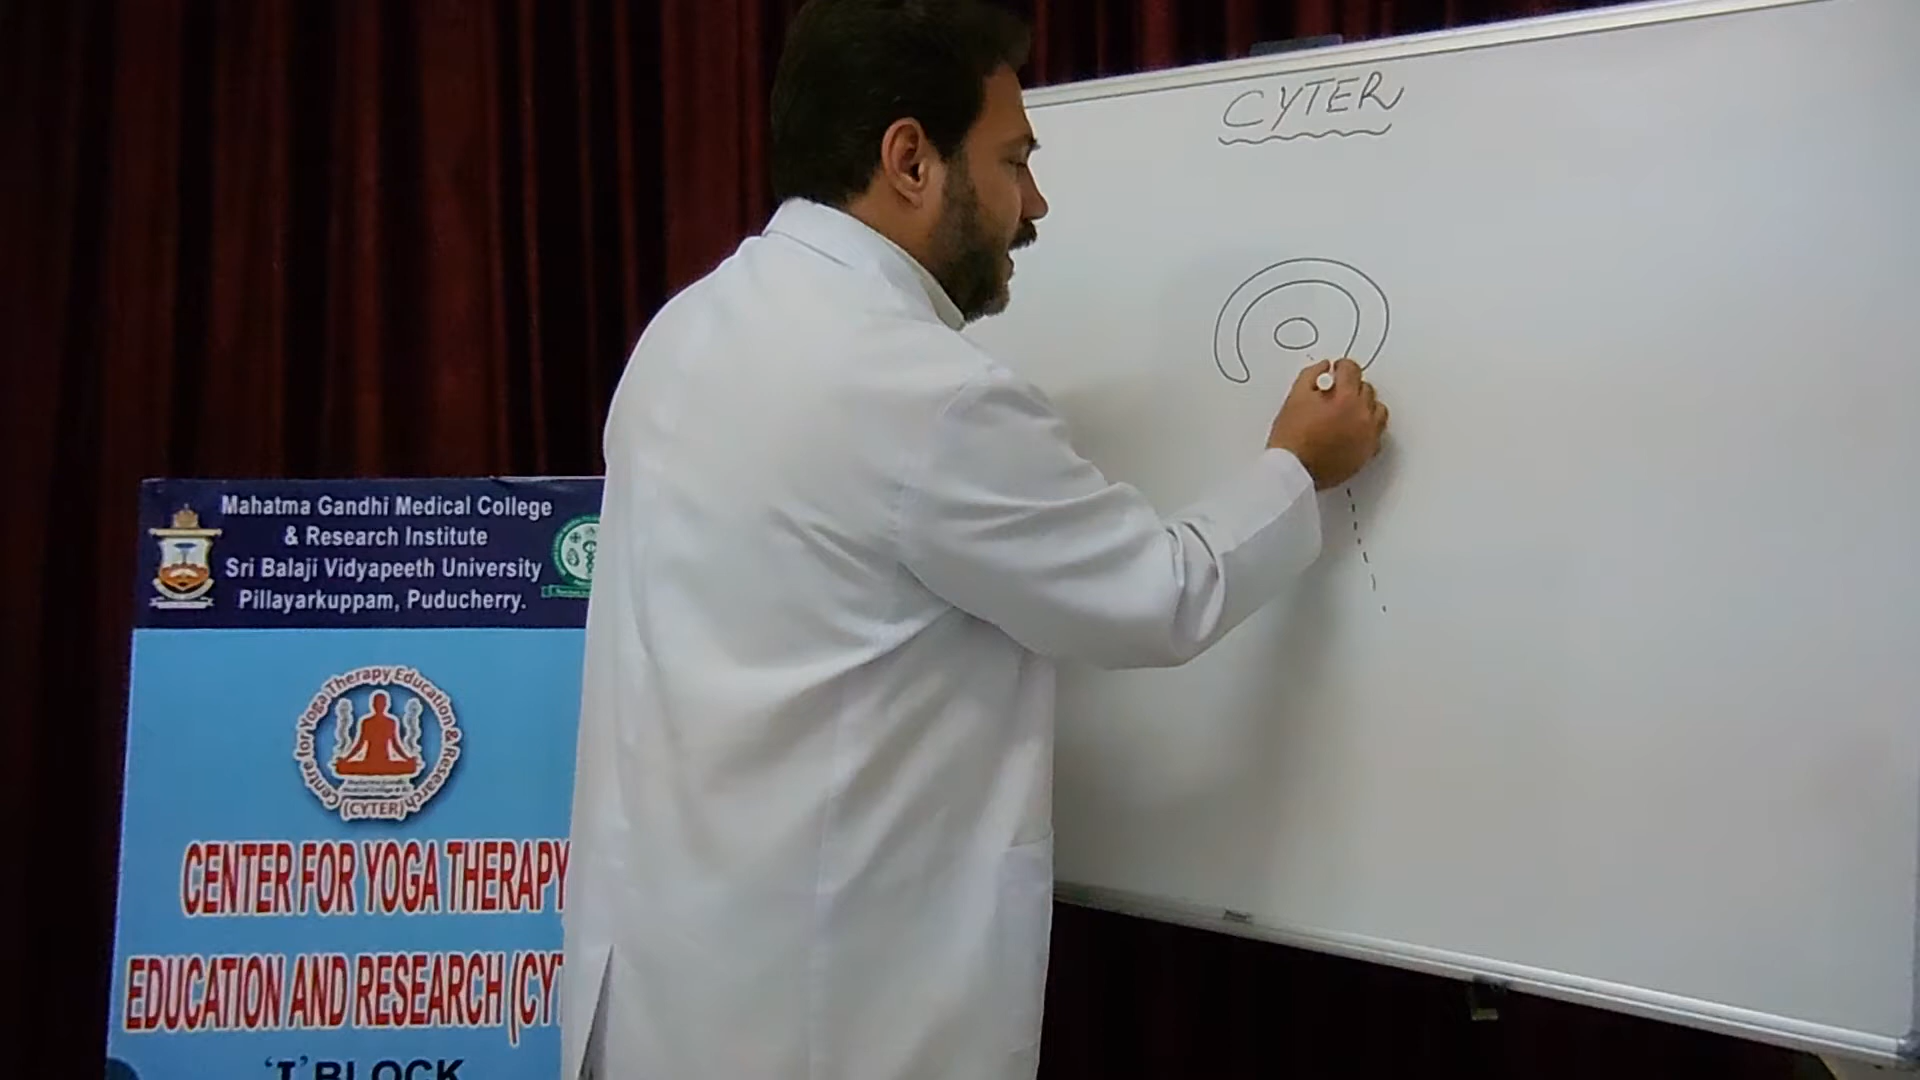 CYTER
Mahatma Gandhi Medical College
& Research Institute
Sri Balaji Vidyapeeth University
Pillayarkuppam, Puducherry.
Centre for Yoga Therapy Education & Research
(CYTER)
CENTER FOR YOGA THERAPY
EDUCATION AND RESEARCH (CYT
'I' BLOCK